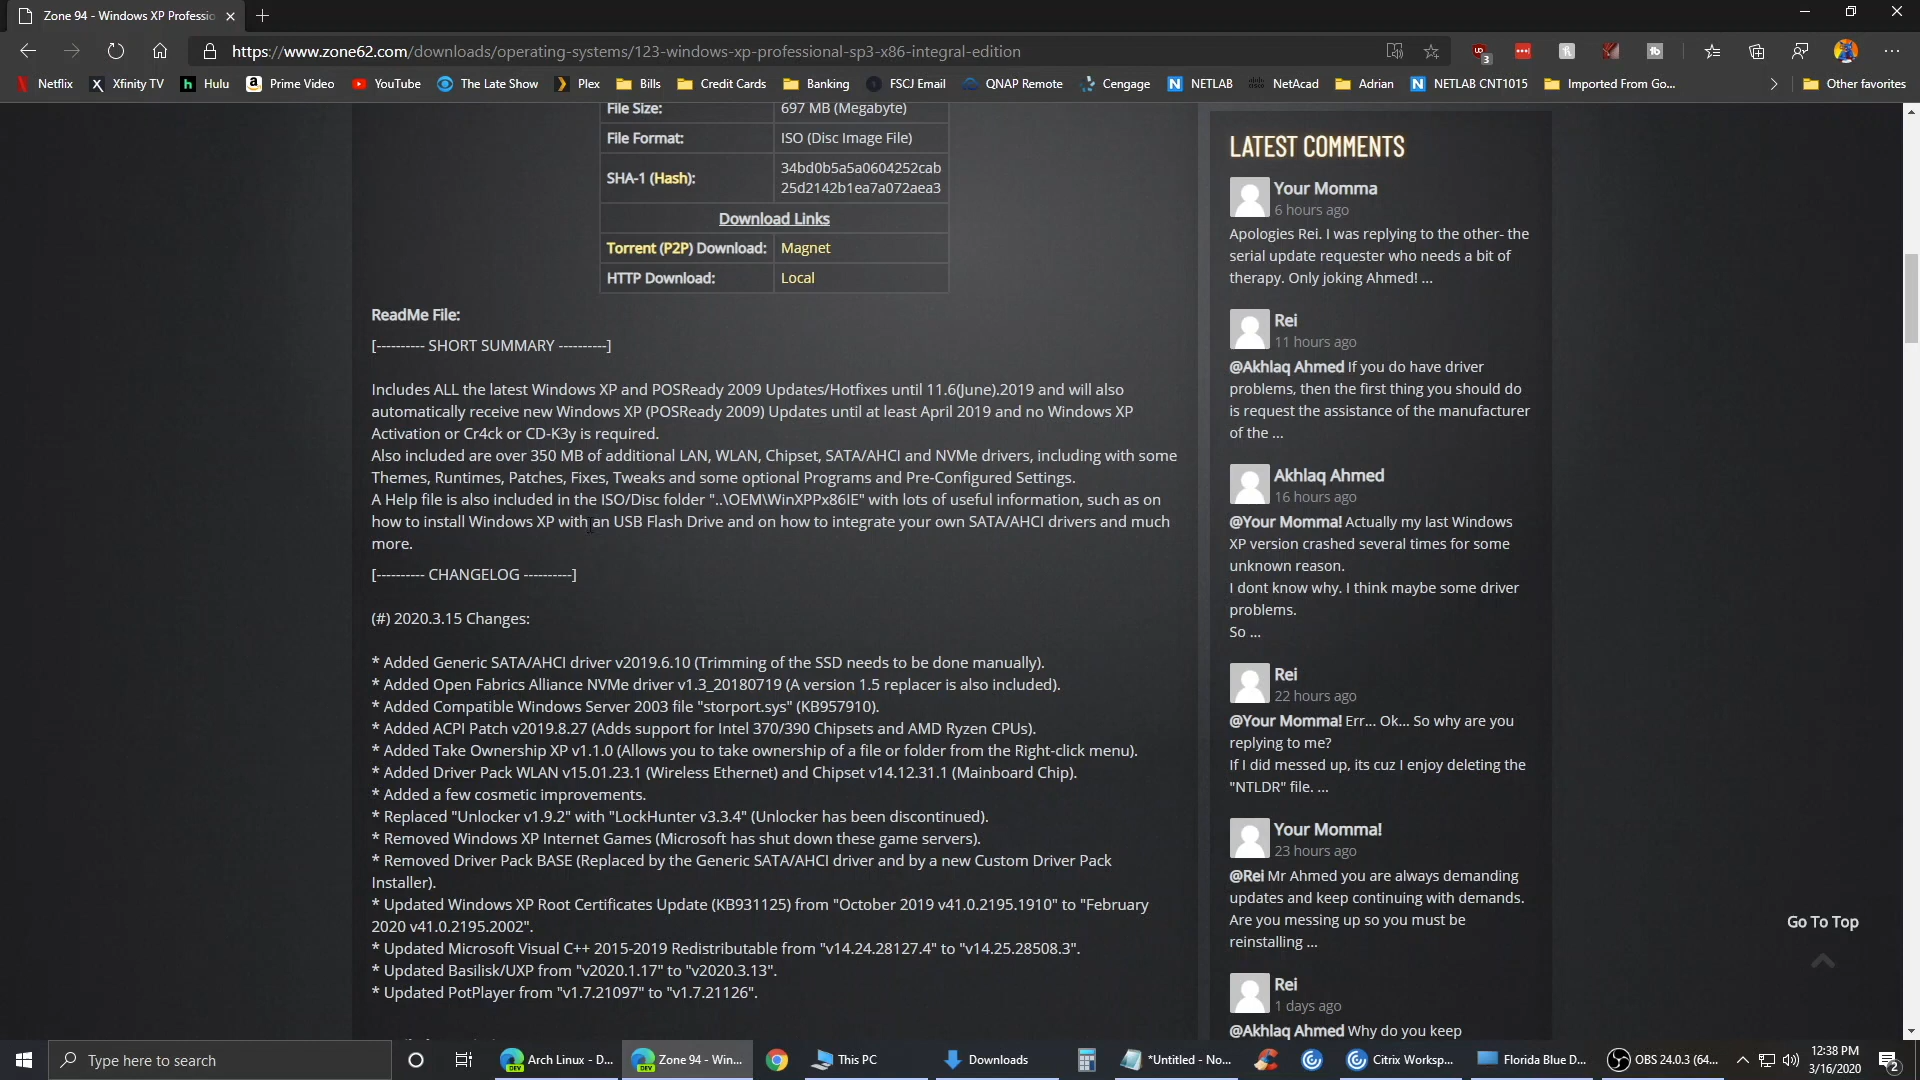 Zone 94 - Windows XP Professio
https://www.zone62.com/downloads/operating-systems/123-windows-xp-professional-sp3-x86-integral-edition
3
Netflix
Xfinity TV
Hulu
Prime Video
YouTube
The Late Show
Plex
Bills
Credit Cards
Banking
FSCJ Email
QNAP Remote
Cengage
NETLAB
NetAcad
Adrian
NETLAB CNT1015
Imported From Go...
Other favorites
File Size: 697 MB (Megabyte)
File Format: ISO (Disc Image File)
SHA-1 (Hash): 34bd0b5a5a0604252cab
25d2142b1ea7a072aea3
Download Links
Torrent (P2P) Download: Magnet
HTTP Download: Local
ReadMe File:
[---------- SHORT SUMMARY ----------]
Includes ALL the latest Windows XP and POSReady 2009 Updates/Hotfixes until 11.6(June).2019 and will also
automatically receive new Windows XP (POSReady 2009) Updates until at least April 2019 and no Windows XP
Activation or Cr4ck or CD-K3y is required.
Also included are over 350 MB of additional LAN, WLAN, Chipset, SATA/AHCI and NVMe drivers, including with some
Themes, Runtimes, Patches, Fixes, Tweaks and some optional Programs and Pre-Configured Settings.
A Help file is also included in the ISO/Disc folder "..\OEM\WinXPPx86IE" with lots of useful information, such as on
how to install Windows XP with an USB Flash Drive and on how to integrate your own SATA/AHCI drivers and much
more.
[---------- CHANGELOG ----------]
(#) 2020.3.15 Changes:
* Added Generic SATA/AHCI driver v2019.6.10 (Trimming of the SSD needs to be done manually).
* Added Open Fabrics Alliance NVMe driver v1.3_20180719 (A version 1.5 replacer is also included).
* Added Compatible Windows Server 2003 file "storport.sys" (KB957910).
* Added ACPI Patch v2019.8.27 (Adds support for Intel 370/390 Chipsets and AMD Ryzen CPUs).
* Added Take Ownership XP v1.1.0 (Allows you to take ownership of a file or folder from the Right-click menu).
* Added Driver Pack WLAN v15.01.23.1 (Wireless Ethernet) and Chipset v14.12.31.1 (Mainboard Chip).
* Added a few cosmetic improvements.
* Replaced "Unlocker v1.9.2" with "LockHunter v3.3.4" (Unlocker has been discontinued).
* Removed Windows XP Internet Games (Microsoft has shut down these game servers).
* Removed Driver Pack BASE (Replaced by the Generic SATA/AHCI driver and by a new Custom Driver Pack
Installer).
* Updated Windows XP Root Certificates Update (KB931125) from "October 2019 v41.0.2195.1910" to "February
2020 v41.0.2195.2002".
* Updated Microsoft Visual C++ 2015-2019 Redistributable from "v14.24.28127.4" to "v14.25.28508.3".
* Updated Basilisk/UXP from "v2020.1.17" to "v2020.3.13".
* Updated PotPlayer from "v1.7.21097" to "v1.7.21126".
LATEST COMMENTS
Your Momma
6 hours ago
Apologies Rei. I was replying to the other- the
serial update requester who needs a bit of
therapy. Only joking Ahmed! ...
Rei
11 hours ago
@Akhlaq Ahmed If you do have driver
problems, then the first thing you should do
is request the assistance of the manufacturer
of the ...
Akhlaq Ahmed
16 hours ago
@Your Momma! Actually my last Windows
XP version crashed several times for some
unknown reason.
I dont know why. I think maybe some driver
problems.
So ...
Rei
22 hours ago
@Your Momma! Err... Ok... So why are you
replying to me?
If I did messed up, its cuz I enjoy deleting the
"NTLDR" file. ...
Your Momma!
23 hours ago
@Rei Mr Ahmed you are always demanding
updates and keep continuing with demands.
Are you messing up so you must be
reinstalling ...
Rei
1 days ago
@Akhlaq Ahmed Why do you keep
Go To Top
Type here to search
Arch Linux - D...
Zone 94 - Win...
This PC
Downloads
*Untitled - No...
Citrix Worksp...
Florida Blue D...
OBS 24.0.3 (64...
12:38 PM
3/16/2020
2